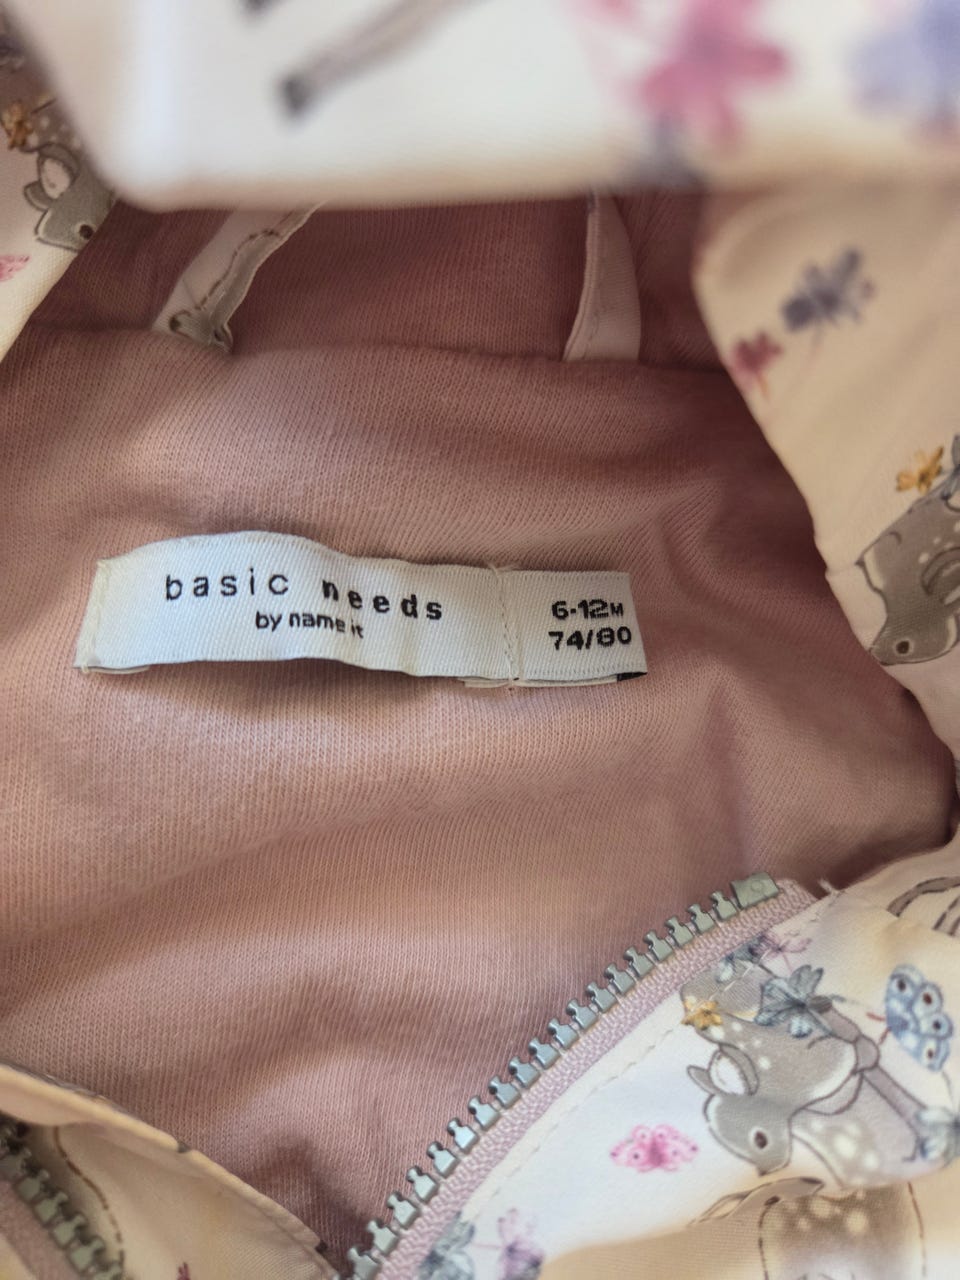 basic needs
by name it
6-12M
74/80